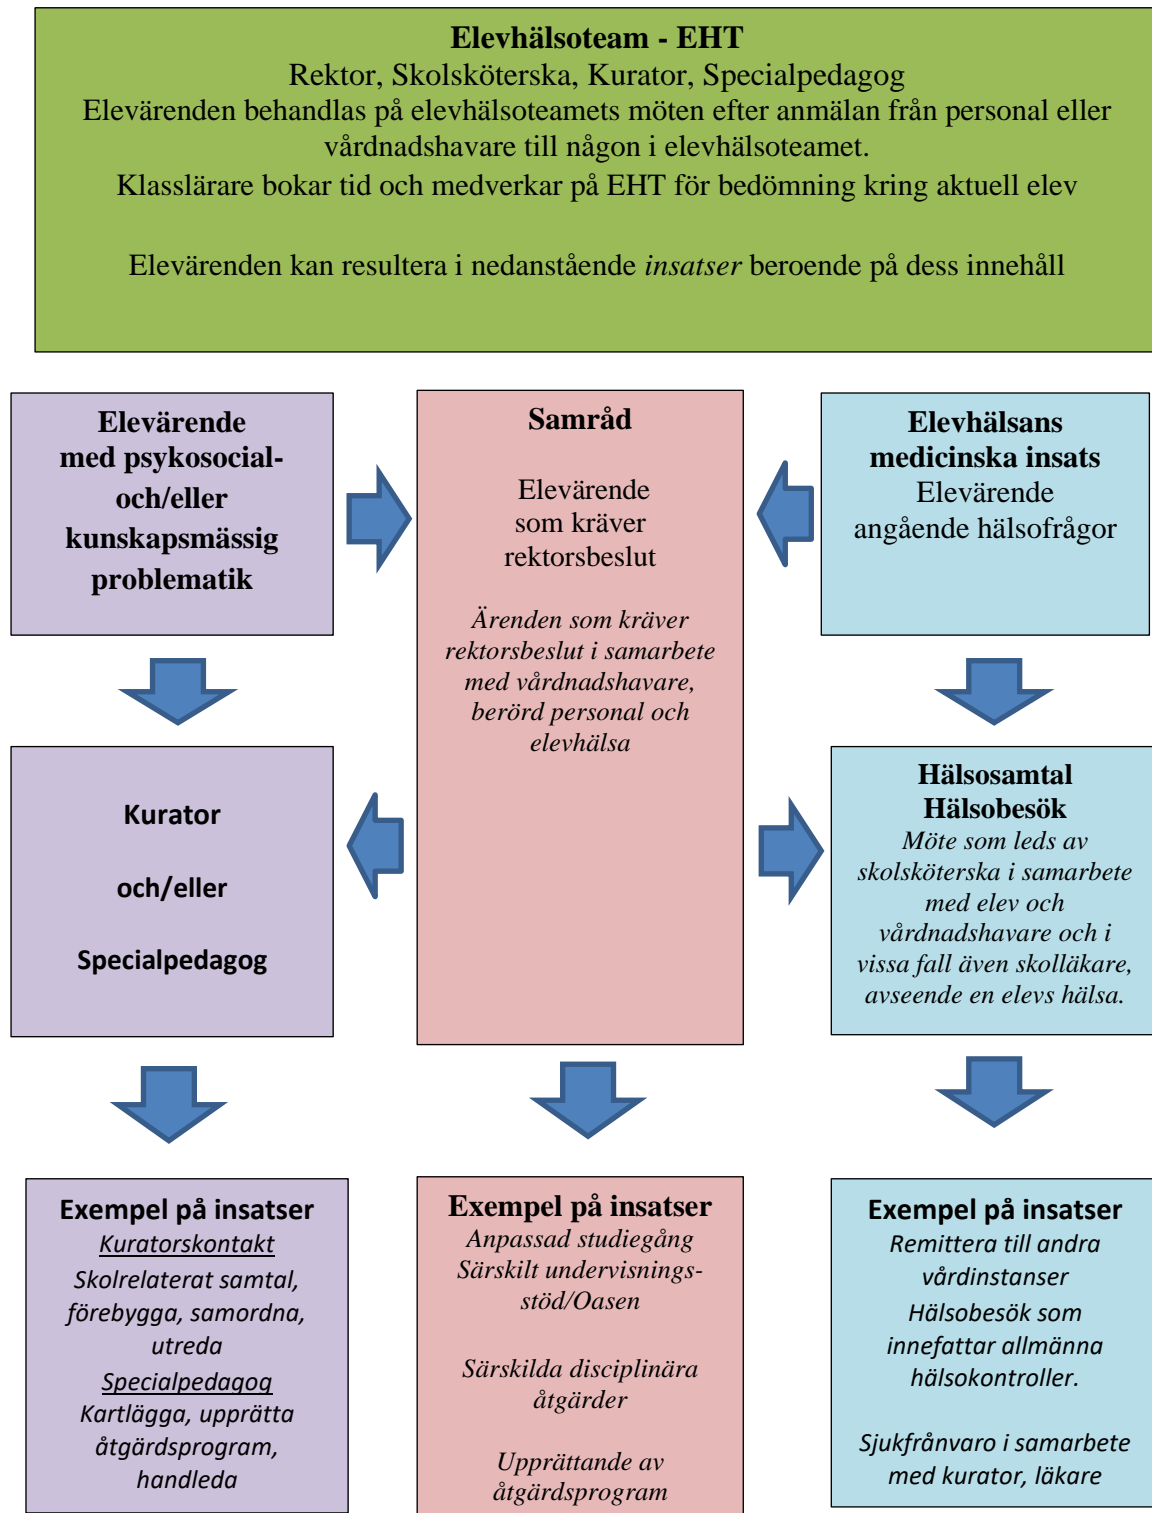 Elevhälsoteam - EHT
Rektor, Skolsköterska, Kurator, Specialpedagog
Elevärenden behandlas på elevhälsoteamets möten efter anmälan från personal eller
vårdnadshavare till någon i elevhälsoteamet.
Klasslärare bokar tid och medverkar på EHT för bedömning kring aktuell elev
Elevärenden kan resultera i nedanstående insatser beroende på dess innehåll
Elevärende
med psykosocial-
och/eller
kunskapsmässig
problematik
Samråd
Elevärende
som kräver
rektorsbeslut
Ärenden som kräver
rektorsbeslut i samarbete
med vårdnadshavare,
berörd personal och
elevhälsa
Elevhälsans
medicinska insats
Elevärende
angående hälsofrågor
Kurator
och/eller
Specialpedagog
Hälsosamtal
Hälsobesök
Möte som leds av
skolsköterska i samarbete
med elev och
vårdnadshavare och i
vissa fall även skolläkare,
avseende en elevs hälsa.
Exempel på insatser
Kuratorskontakt
Skolrelaterat samtal,
förebygga, samordna,
utreda
Specialpedagog
Kartlägga, upprätta
åtgärdsprogram,
handleda
Exempel på insatser
Anpassad studiegång
Särskilt undervisnings-
stöd/Oasen
Särskilda disciplinära
åtgärder
Upprättande av
åtgärdsprogram
Exempel på insatser
Remittera till andra
vårdinstanser
Hälsobesök som
innefattar allmänna
hälsokontroller.
Sjukfrånvaro i samarbete
med kurator, läkare